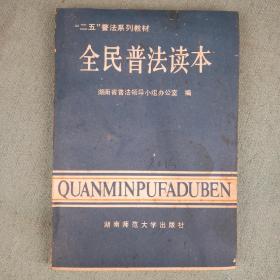 “二五”普法系列教材
全民普法读本
湖南省普法领导小组办公室 编
QUANMINPUFADUBEN
湖南师范大学出版社